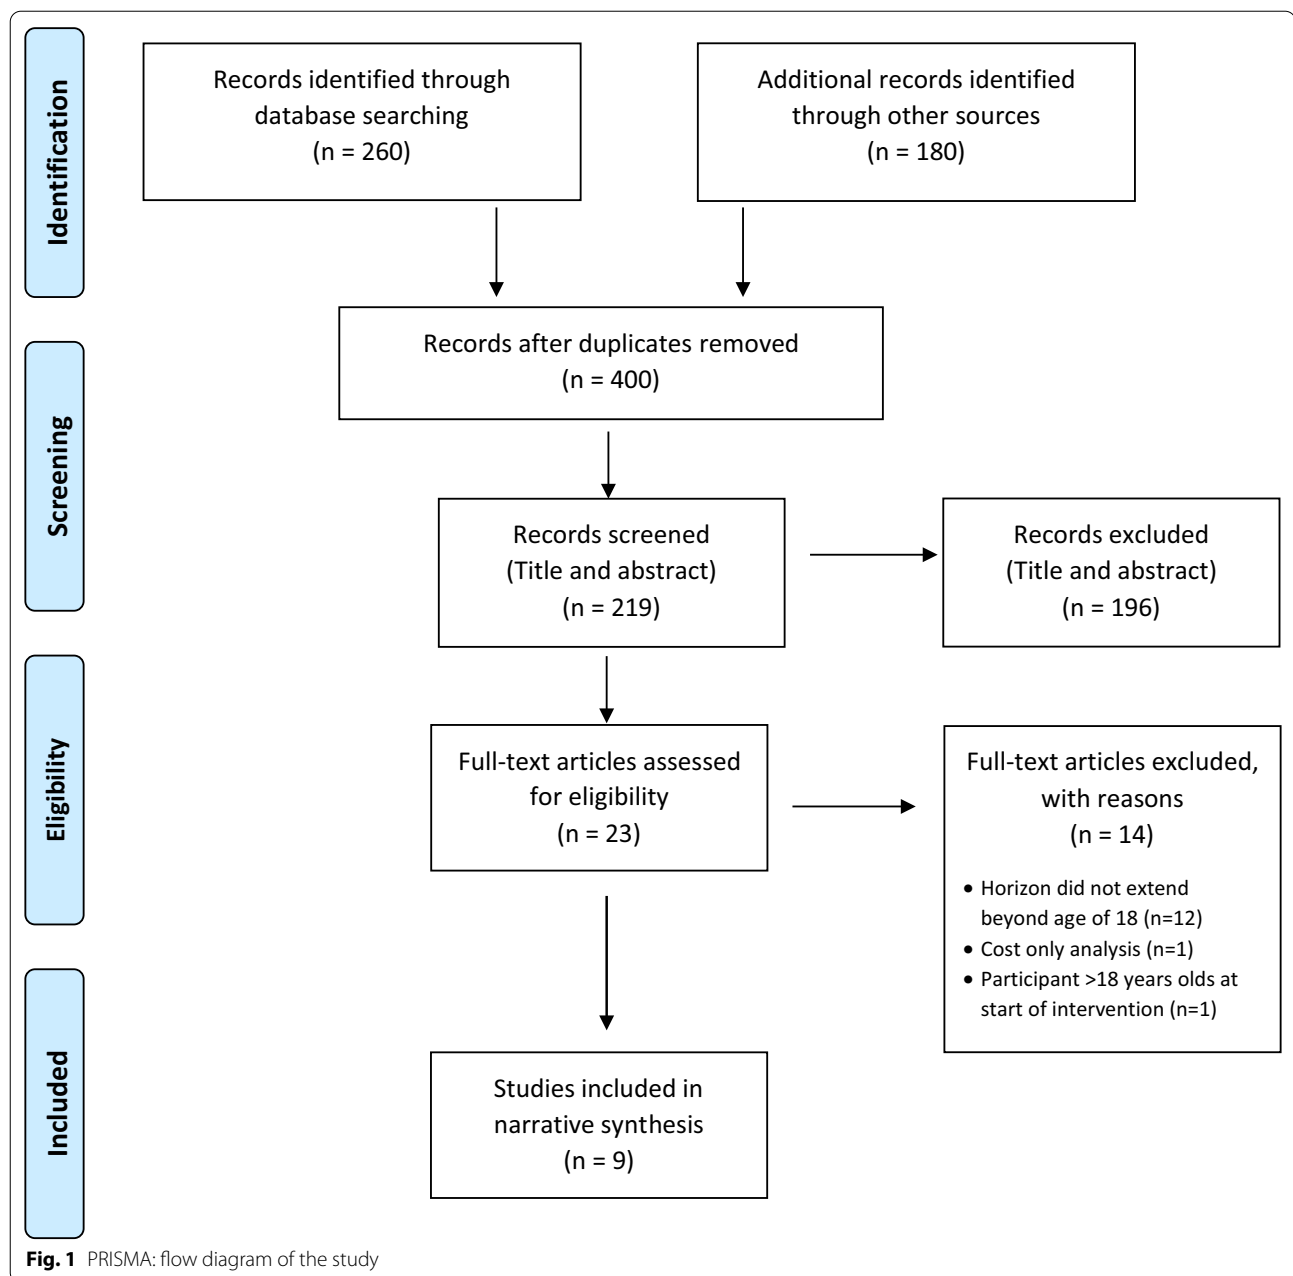 Identification
Records identified through
database searching
(n = 260)
Additional records identified
through other sources
(n = 180)
Records after duplicates removed
(n = 400)
Screening
Records screened
(Title and abstract)
(n = 219)
Records excluded
(Title and abstract)
(n = 196)
Eligibility
Full-text articles assessed
for eligibility
(n = 23)
Full-text articles excluded,
with reasons
(n = 14)
• Horizon did not extend
beyond age of 18 (n=12)
• Cost only analysis (n=1)
• Participant >18 years olds at
start of intervention (n=1)
Included
Studies included in
narrative synthesis
(n = 9)
Fig. 1 PRISMA: flow diagram of the study